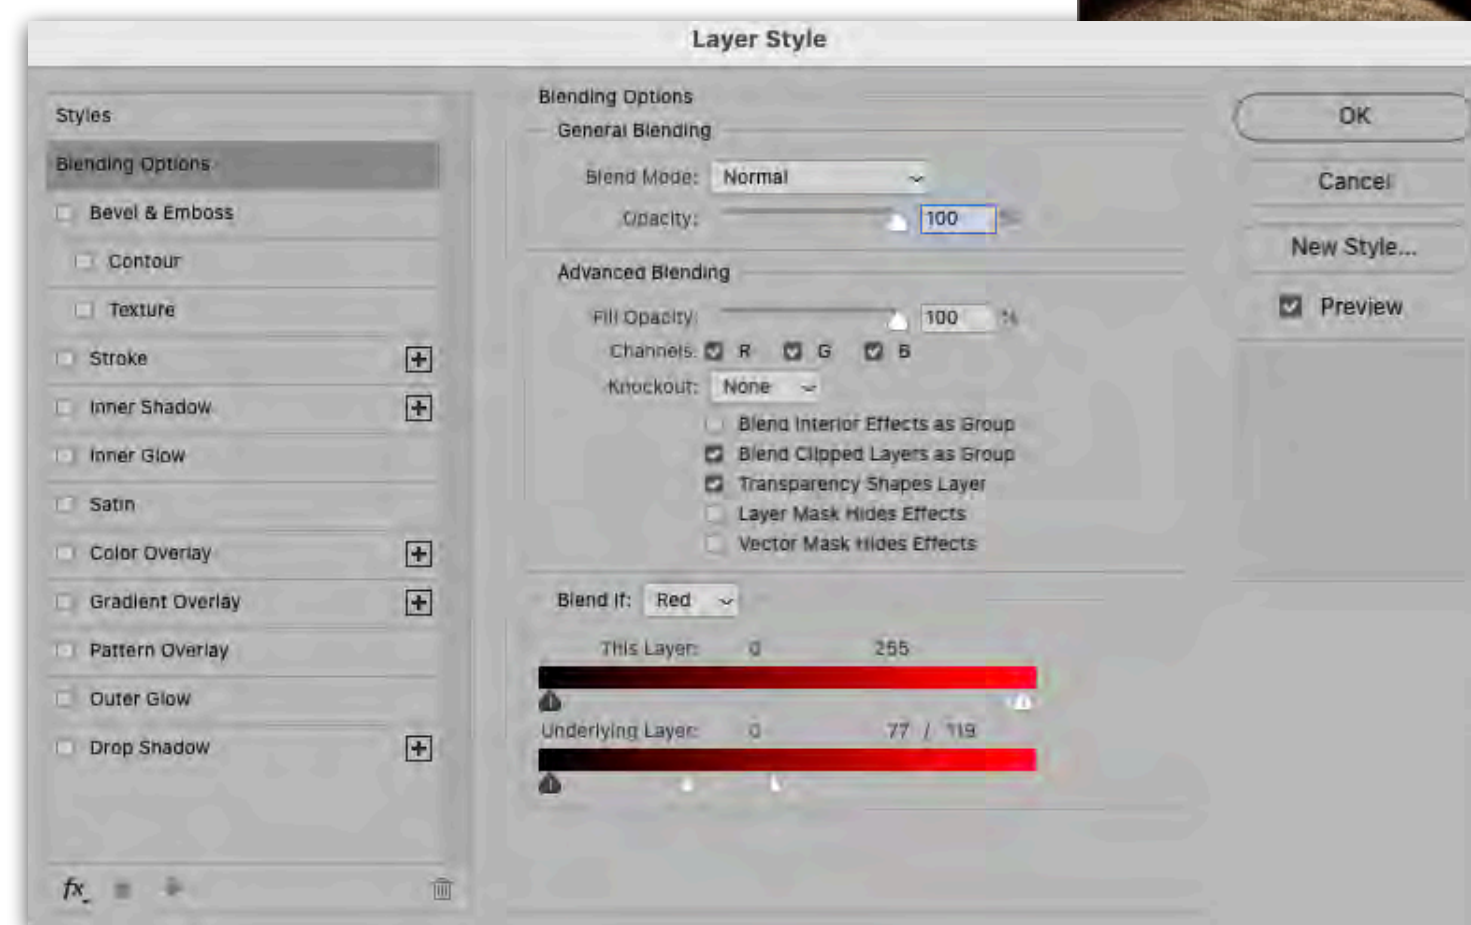 Layer Style
Styles
Blending Options
Bevel & Emboss
Contour
Texture
Stroke
Inner Shadow
Inner Glow
Satin
Color Overlay
Gradient Overlay
Pattern Overlay
Outer Glow
Drop Shadow
fx
Blending Options
General Blending
Blend Mode: Normal
Opacity: 100 %
Advanced Blending
Fill Opacity: 100 %
Channels: R G B
Knockout: None
Blend Interior Effects as Group
Blend Clipped Layers as Group
Transparency Shapes Layer
Layer Mask Hides Effects
Vector Mask Hides Effects
Blend If: Red
This Layer: 0 255
Underlying Layer: 0 77 / 119
OK
Cancel
New Style...
Preview